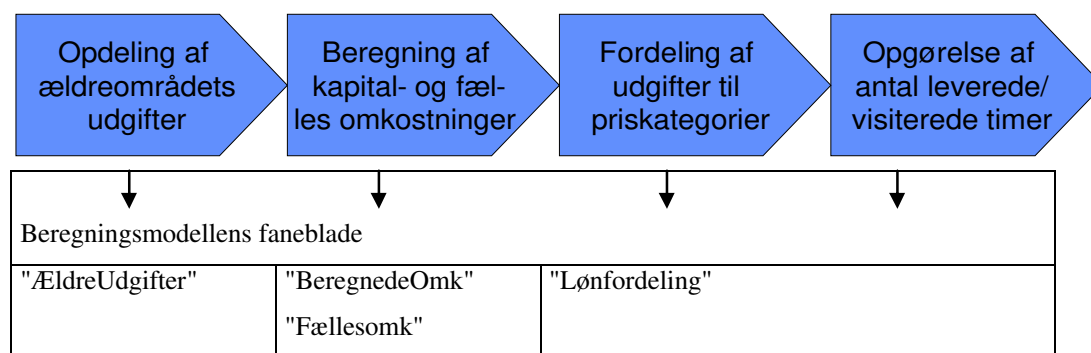 Opdeling af
ældreområdets
udgifter
Beregning af
kapital- og fæl-
les omkostninger
Fordeling af
udgifter til
priskategorier
Opgørelse af
antal leverede/
visiterede timer
Beregningsmodellens faneblade
"ÆldreUdgifter"
"BeregnedeOmk"
"Fællesomk"
"Lønfordeling"